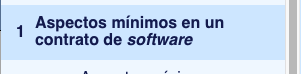 1 Aspectos mínimos en un
contrato de software